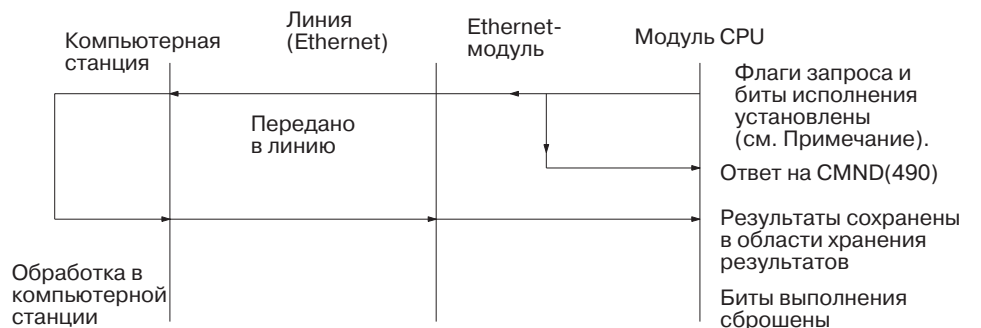 Компьютерная
станция
Линия
(Ethernet)
Ethernet-
модуль
Модуль CPU
Флаги запроса и
биты исполнения
установлены
(см. Примечание).
Передано
в линию
Ответ на CMND(490)
Результаты сохранены
в области хранения
результатов
Обработка в
компьютерной
станции
Биты выполнения
сброшены